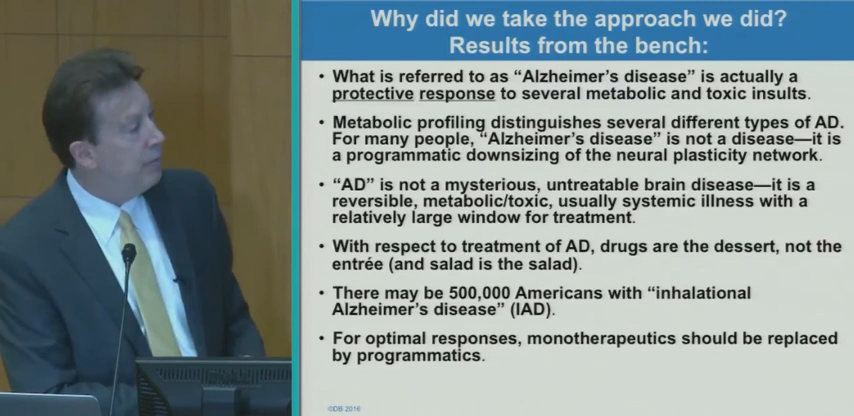 Why did we take the approach we did?
Results from the bench:
• What is referred to as “Alzheimer’s disease” is actually a
protective response to several metabolic and toxic insults.
• Metabolic profiling distinguishes several different types of AD.
For many people, “Alzheimer’s disease” is not a disease—it is
a programmatic downsizing of the neural plasticity network.
• “AD” is not a mysterious, untreatable brain disease—it is a
reversible, metabolic/toxic, usually systemic illness with a
relatively large window for treatment.
• With respect to treatment of AD, drugs are the dessert, not the
entrée (and salad is the salad).
• There may be 500,000 Americans with “inhalational
Alzheimer’s disease” (IAD).
• For optimal responses, monotherapeutics should be replaced
by programmatics.
©DB 2016